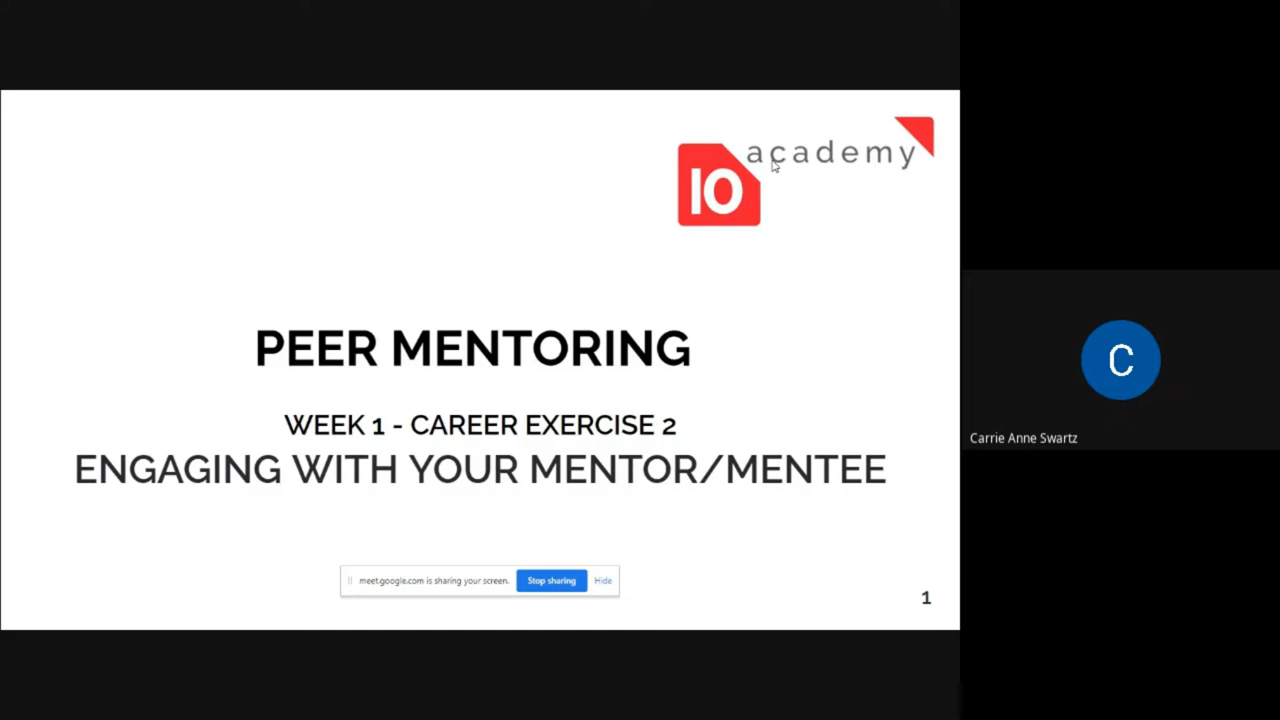 academy
10
PEER MENTORING
WEEK 1 - CAREER EXERCISE 2
ENGAGING WITH YOUR MENTOR/MENTEE
meet.google.com is sharing your screen. Stop sharing Hide
1
C
Carrie Anne Swartz